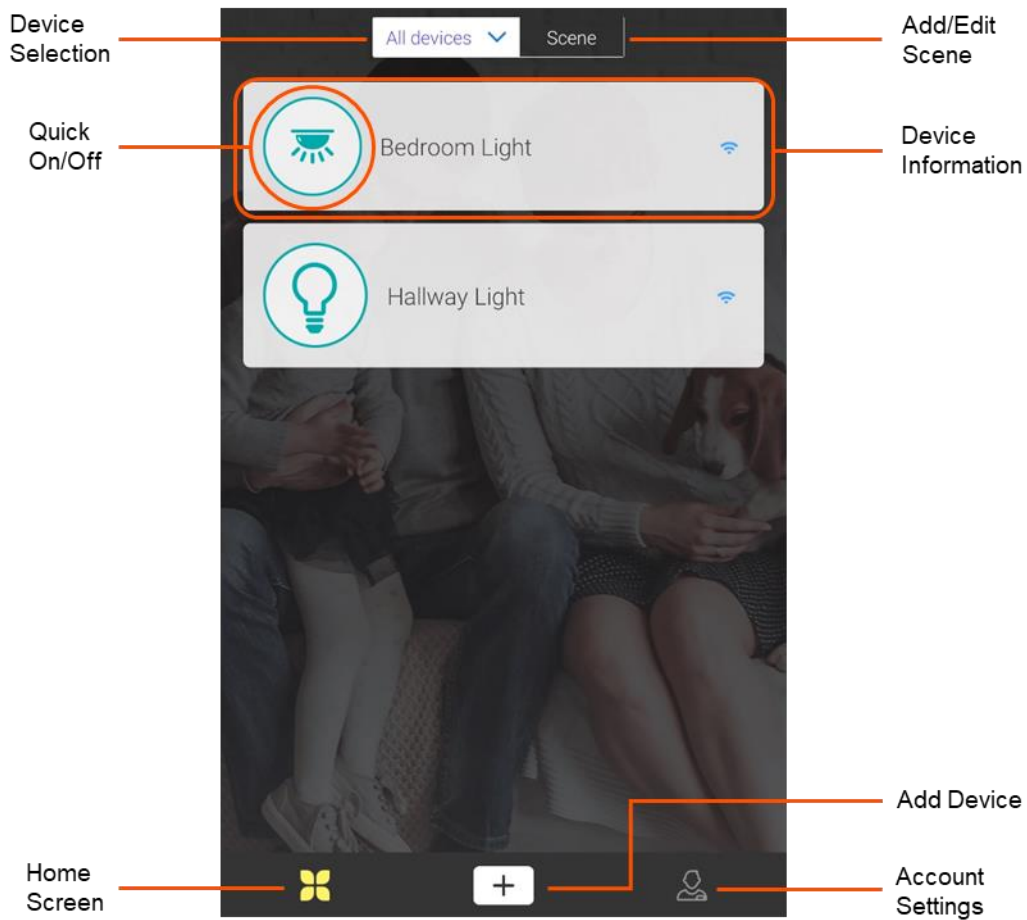 Device
Selection
All devices
Scene
Add/Edit
Scene
Quick
On/Off
Bedroom Light
Device
Information
Hallway Light
Add Device
Home
Screen
+
Account
Settings